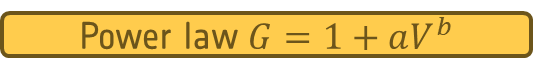 Power law G = 1 + aV^b